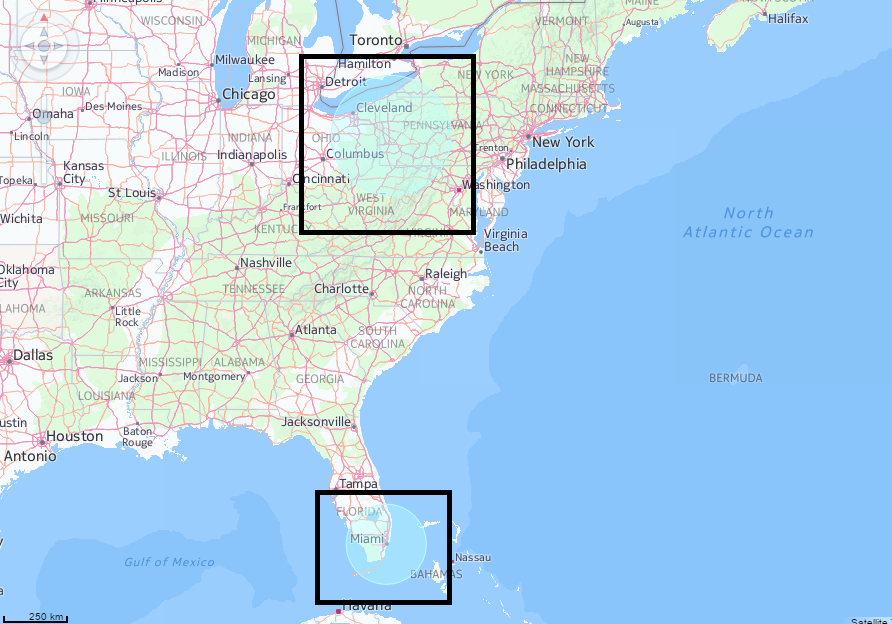 Minneapolis
WISCONSIN
VERMONT
MAINE
Augusta
NOVA SCOTIA
Halifax
MICHIGAN
Toronto
Milwaukee
Madison
Lansing
Hamilton
Detroit
NEW YORK
NEW
HAMPSHIRE
MASSACHUSETTS
CONNECTICUT
IOWA
Chicago
Cleveland
Omaha
Des Moines
PENNSYLVANIA
Lincoln
ILLINOIS
INDIANA
OHIO
Columbus
Trenton
New York
Philadelphia
Indianapolis
Kansas
City
Topeka
Cincinnati
Washington
St Louis
WEST
VIRGINIA
MARYLAND
Frankfort
Wichita
MISSOURI
KENTUCKY
VIRGINIA
Virginia
Beach
North
Atlantic Ocean
Oklahoma
City
Nashville
Raleigh
TENNESSEE
Charlotte
NORTH
CAROLINA
ARKANSAS
LAHOMA
Little
Rock
Atlanta
SOUTH
CAROLINA
Dallas
MISSISSIPPI
ALABAMA
Jackson
Montgomery
GEORGIA
BERMUDA
LOUISIANA
ustin
Houston
Baton
Rouge
Jacksonville
Antonio
Tampa
FLORIDA
Miami
Gulf of Mexico
Nassau
BAHAMAS
Havana
250 km
Satellite